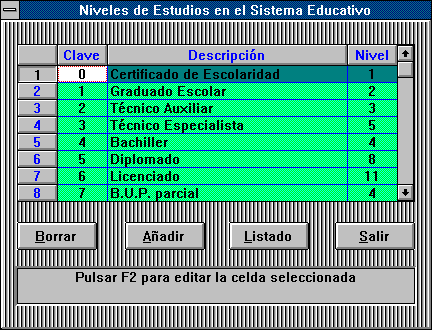 Niveles de Estudios en el Sistema Educativo
Clave Descripción Nivel
1 0 Certificado de Escolaridad 1
2 1 Graduado Escolar 2
3 2 Técnico Auxiliar 3
4 3 Técnico Especialista 5
5 4 Bachiller 4
6 5 Diplomado 8
7 6 Licenciado 11
8 7 B.U.P. parcial 4
Borrar Añadir Listado Salir
Pulsar F2 para editar la celda seleccionada